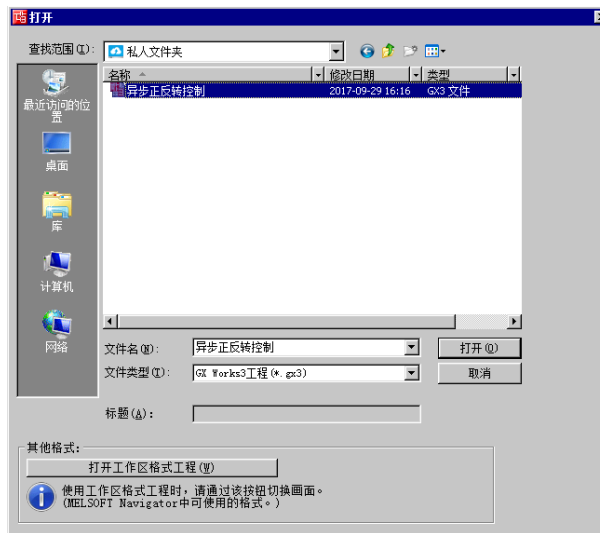 打开
查找范围(I):
私人文件夹
名称 修改日期 类型
异步正反转控制 2017-09-29 16:16 GX3 文件
最近访问的位
置
桌面
库
计算机
网络
文件名(N): 异步正反转控制 打开(O)
文件类型(T): GX Works3工程(*.gx3) 取消
标题(A):
其他格式:
打开工作区格式工程(W)
使用工作区格式工程时，请通过该按钮切换画面。
(MELSOFT Navigator中可使用的格式。)